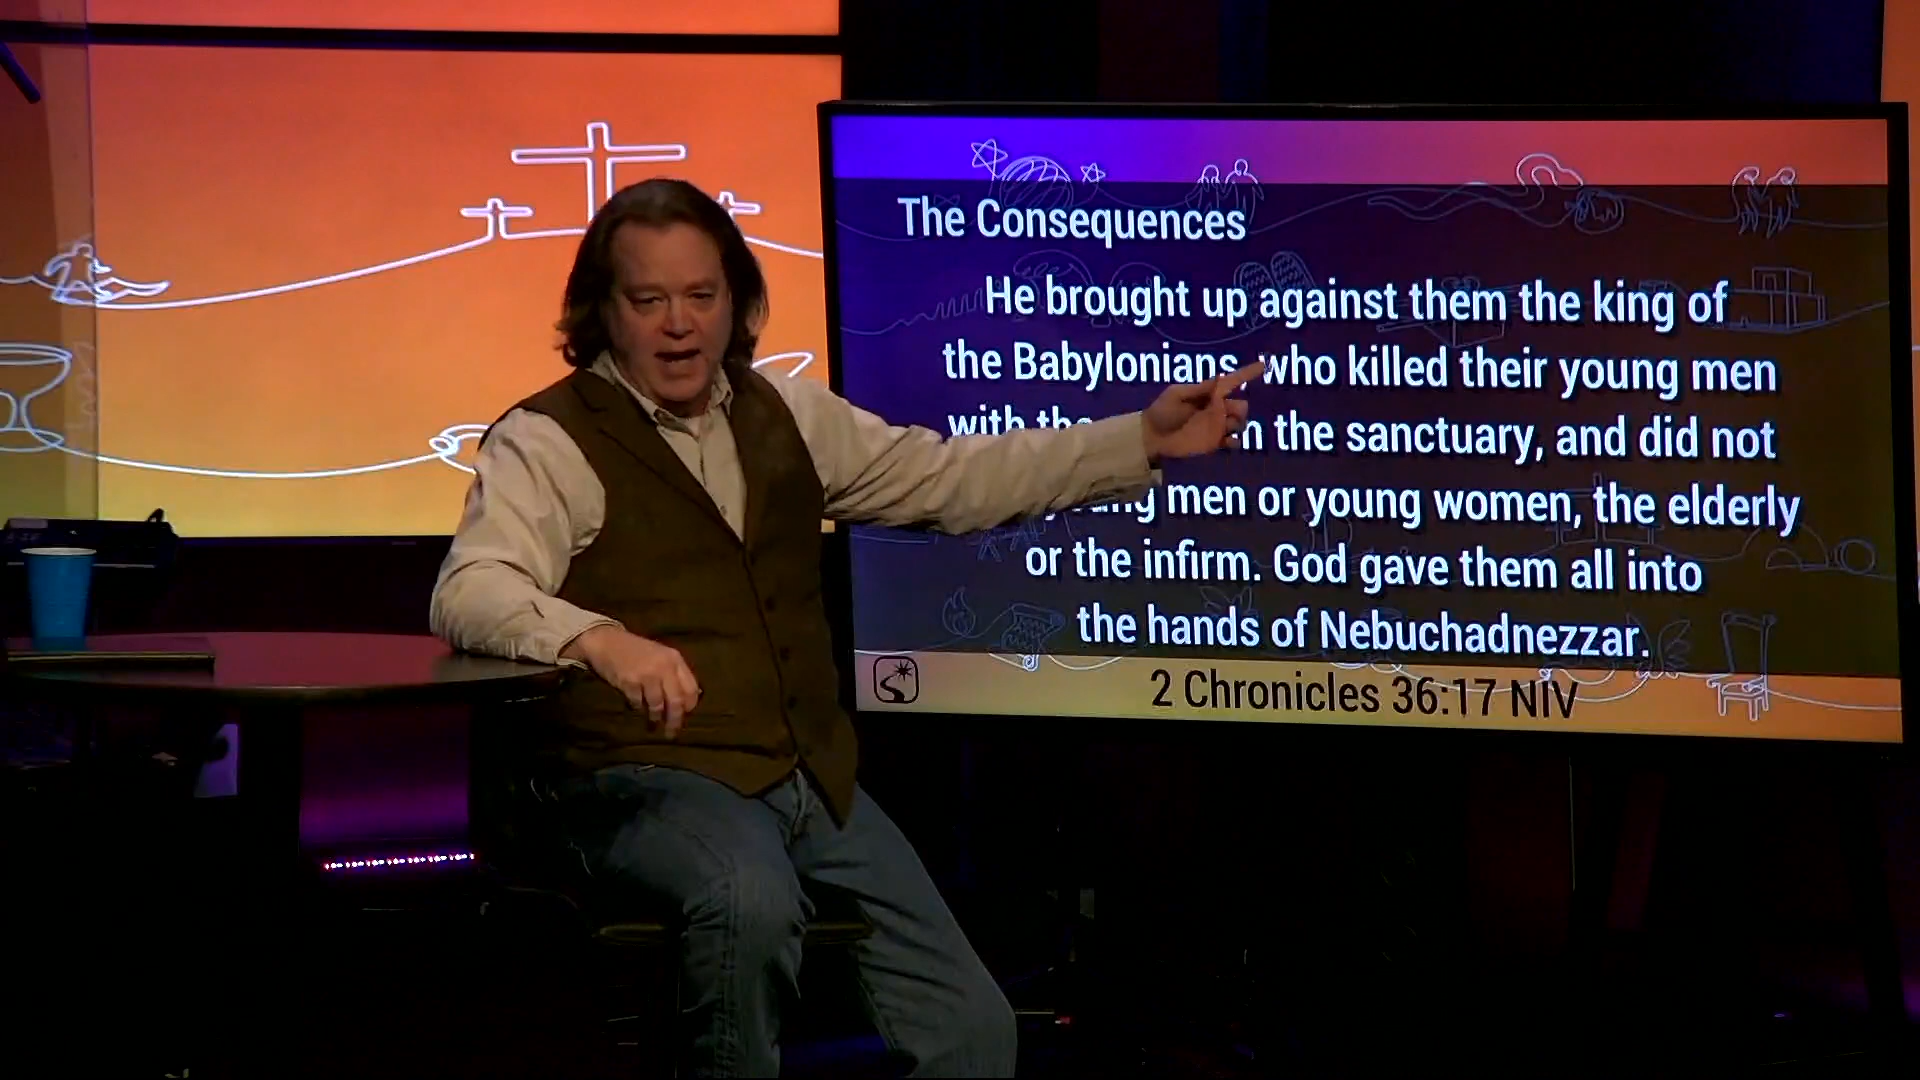 The Consequences
He brought up against them the king of
the Babylonians, who killed their young men
with the sanctuary, and did not
men or young women, the elderly
or the infirm. God gave them all into
the hands of Nebuchadnezzar.
2 Chronicles 36:17 NIV